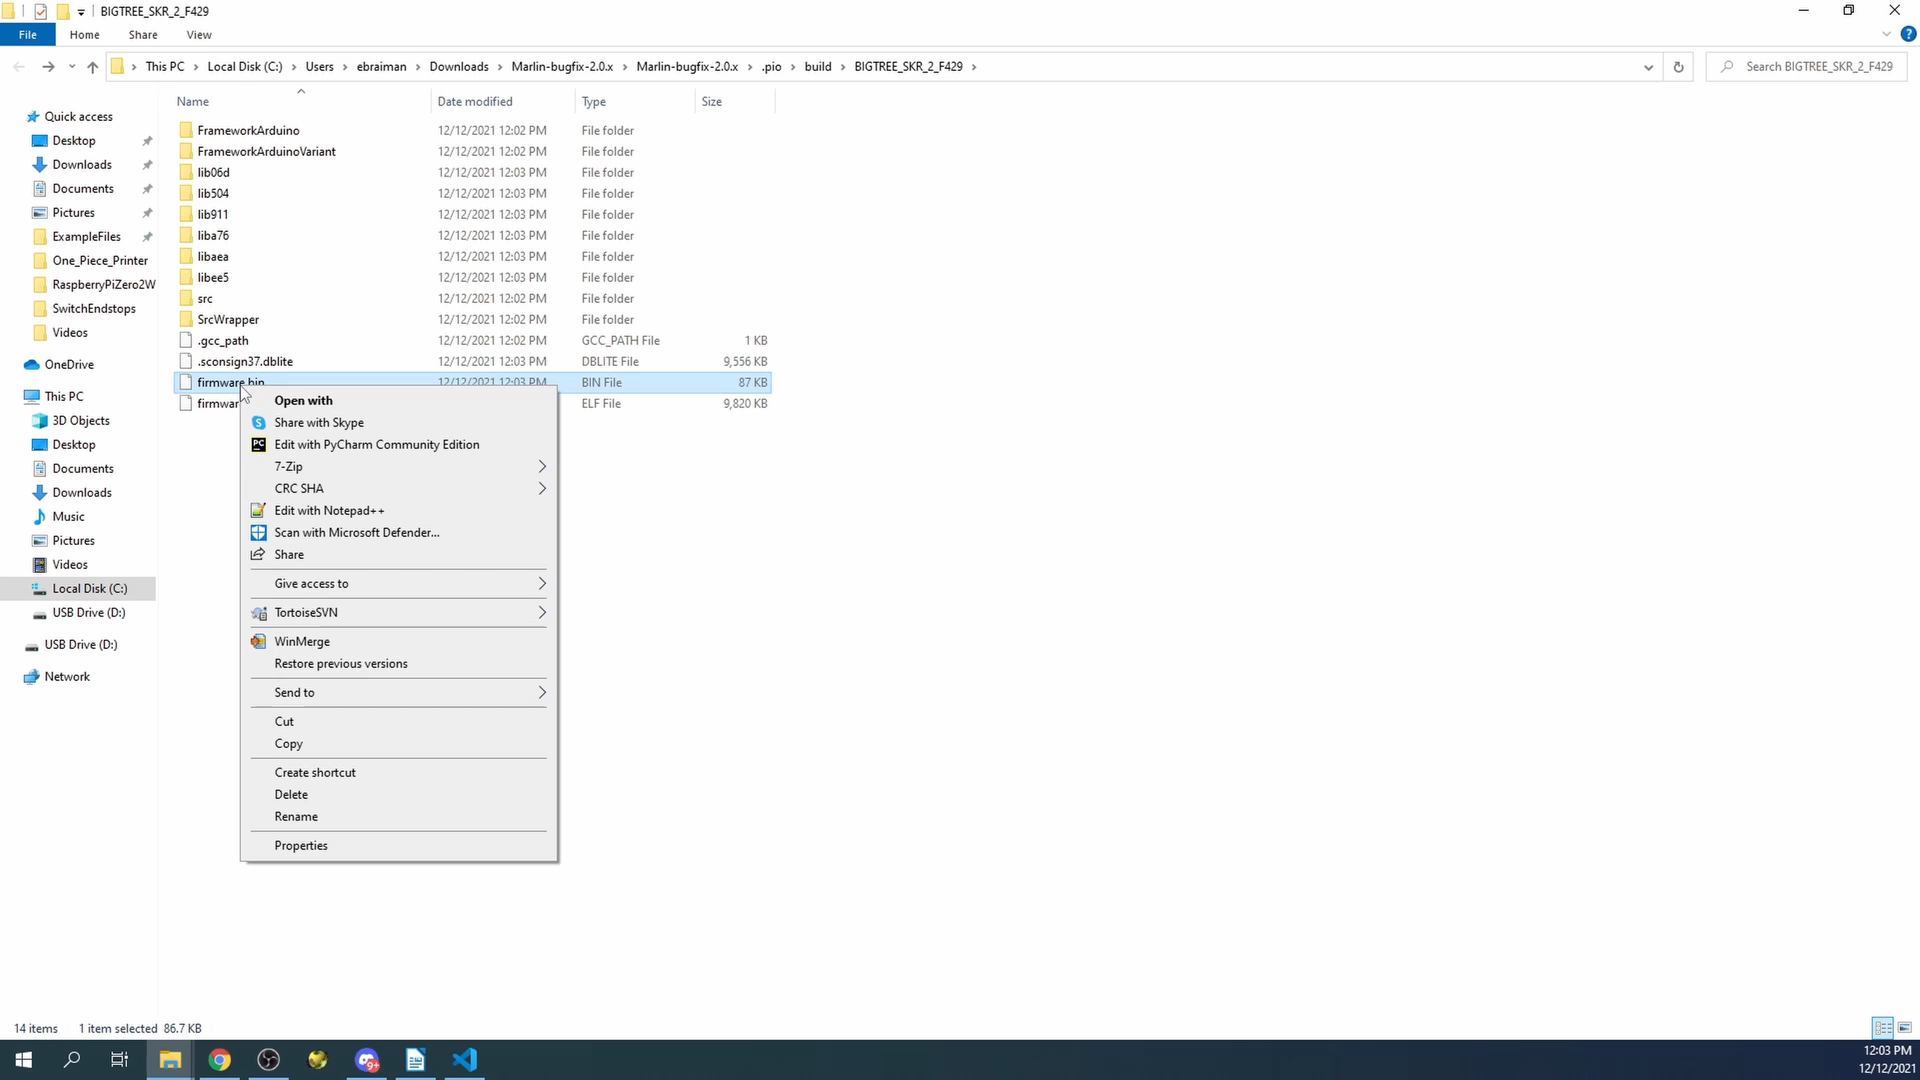 BIGTREE_SKR_2_F429
File Home Share View
This PC Local Disk (C:) Users ebraiman Downloads Marlin-bugfix-2.0.x Marlin-bugfix-2.0.x .pio build BIGTREE_SKR_2_F429 Search BIGTREE_SKR_2_F429
Name Date modified Type Size
Quick access
Desktop
Downloads
Documents
Pictures
ExampleFiles
One_Piece_Printer
RaspberryPiZero2W
SwitchEndstops
Videos
OneDrive
This PC
3D Objects
Desktop
Documents
Downloads
Music
Pictures
Videos
Local Disk (C:)
USB Drive (D:)
USB Drive (D:)
Network
FrameworkArduino 12/12/2021 12:02 PM File folder
FrameworkArduinoVariant 12/12/2021 12:02 PM File folder
lib06d 12/12/2021 12:03 PM File folder
lib504 12/12/2021 12:03 PM File folder
lib911 12/12/2021 12:03 PM File folder
liba76 12/12/2021 12:03 PM File folder
libaea 12/12/2021 12:03 PM File folder
libee5 12/12/2021 12:03 PM File folder
src 12/12/2021 12:02 PM File folder
SrcWrapper 12/12/2021 12:02 PM File folder
.gcc_path 12/12/2021 12:02 PM GCC_PATH File 1 KB
.sconsign37.dblite 12/12/2021 12:03 PM DBLITE File 9,556 KB
firmware.bin 12/12/2021 12:03 PM BIN File 87 KB
firmwar ELF File 9,820 KB
Open with
Share with Skype
Edit with PyCharm Community Edition
7-Zip
CRC SHA
Edit with Notepad++
Scan with Microsoft Defender...
Share
Give access to
TortoiseSVN
WinMerge
Restore previous versions
Send to
Cut
Copy
Create shortcut
Delete
Rename
Properties
14 items 1 item selected 86.7 KB
12:03 PM
12/12/2021